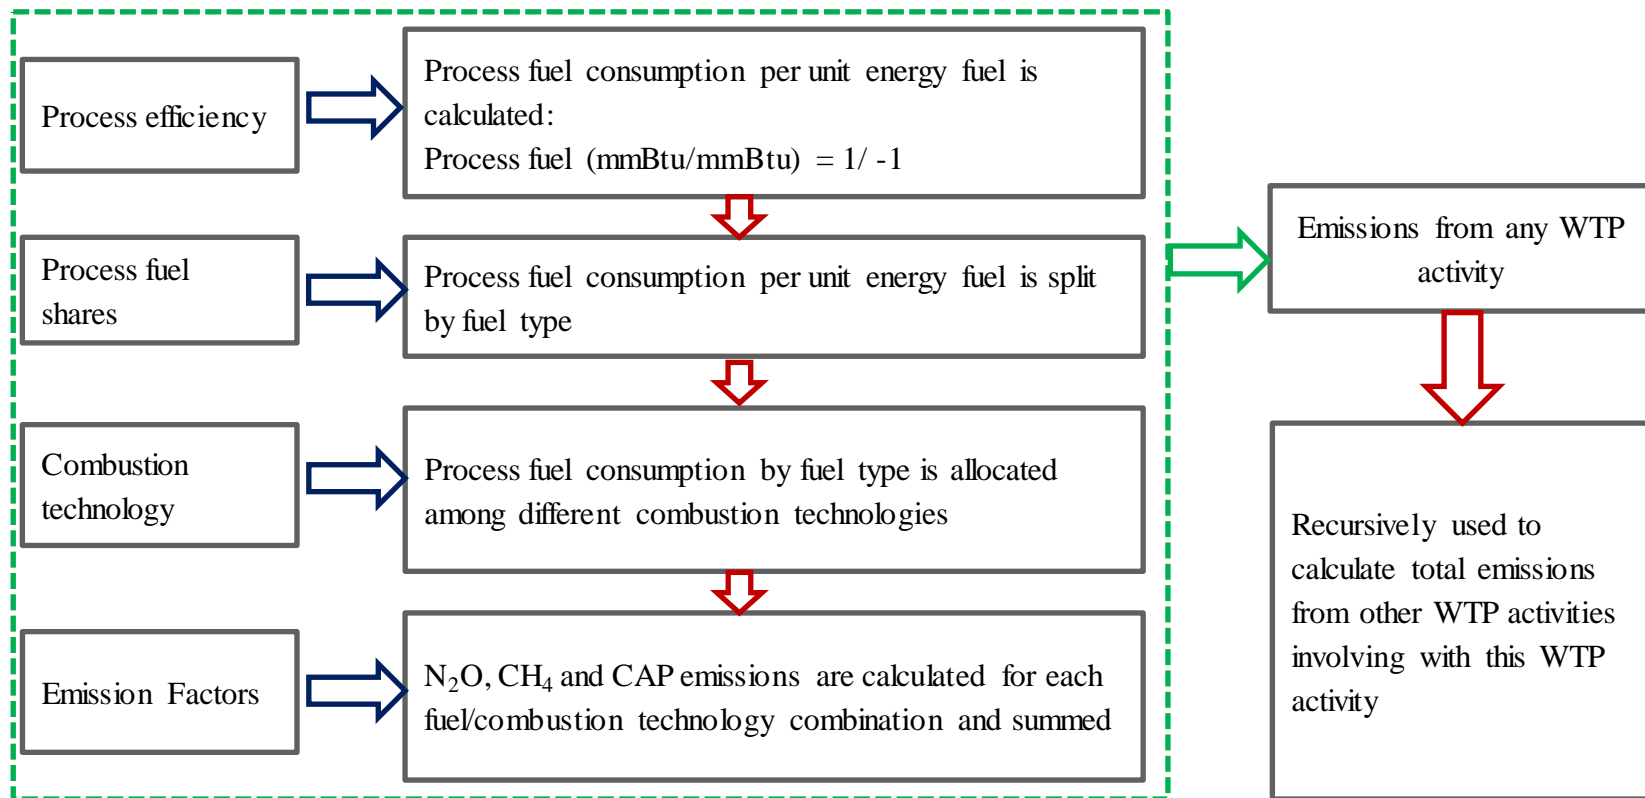 Process efficiency
Process fuel consumption per unit energy fuel is
calculated:
Process fuel (mmBtu/mmBtu) = 1/ -1
Process fuel
shares
Process fuel consumption per unit energy fuel is split
by fuel type
Combustion
technology
Process fuel consumption by fuel type is allocated
among different combustion technologies
Emission Factors
N₂O, CH₄ and CAP emissions are calculated for each
fuel/combustion technology combination and summed
Emissions from any WTP
activity
Recursively used to
calculate total emissions
from other WTP activities
involving with this WTP
activity